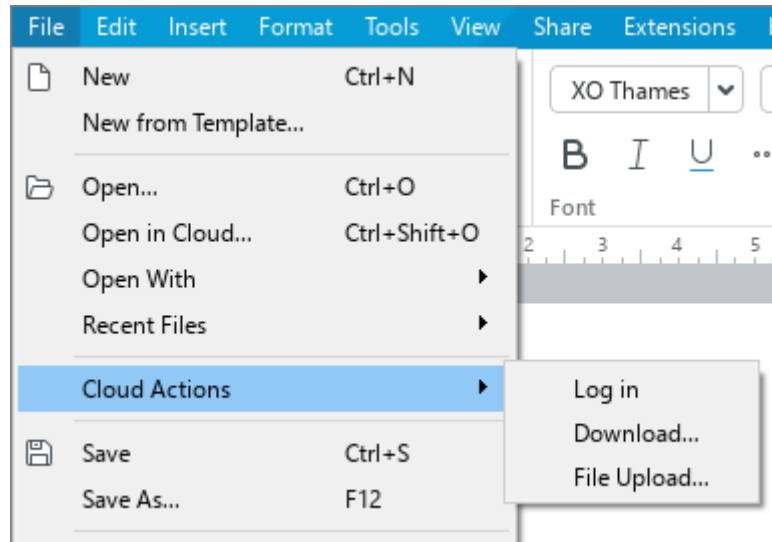 File Edit Insert Format Tools View Share Extensions
New Ctrl+N
New from Template...
Open... Ctrl+O
Open in Cloud... Ctrl+Shift+O
Open With
Recent Files
Cloud Actions
Save Ctrl+S
Save As... F12
Log in
Download...
File Upload...
XO Thames
B I U
Font
2 3 4 5